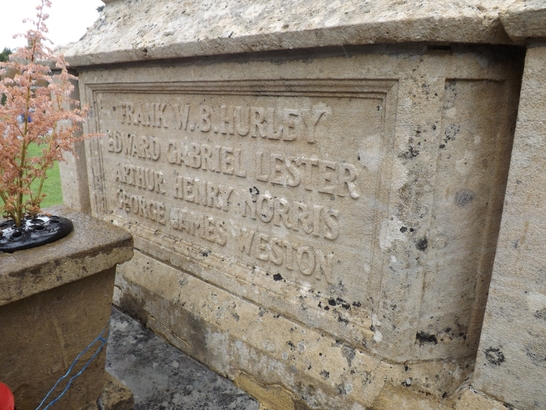 FRANK W. B. HURLEY
EDWARD GABRIEL LESTER
ARTHUR HENRY NORRIS
GEORGE JAMES WESTON